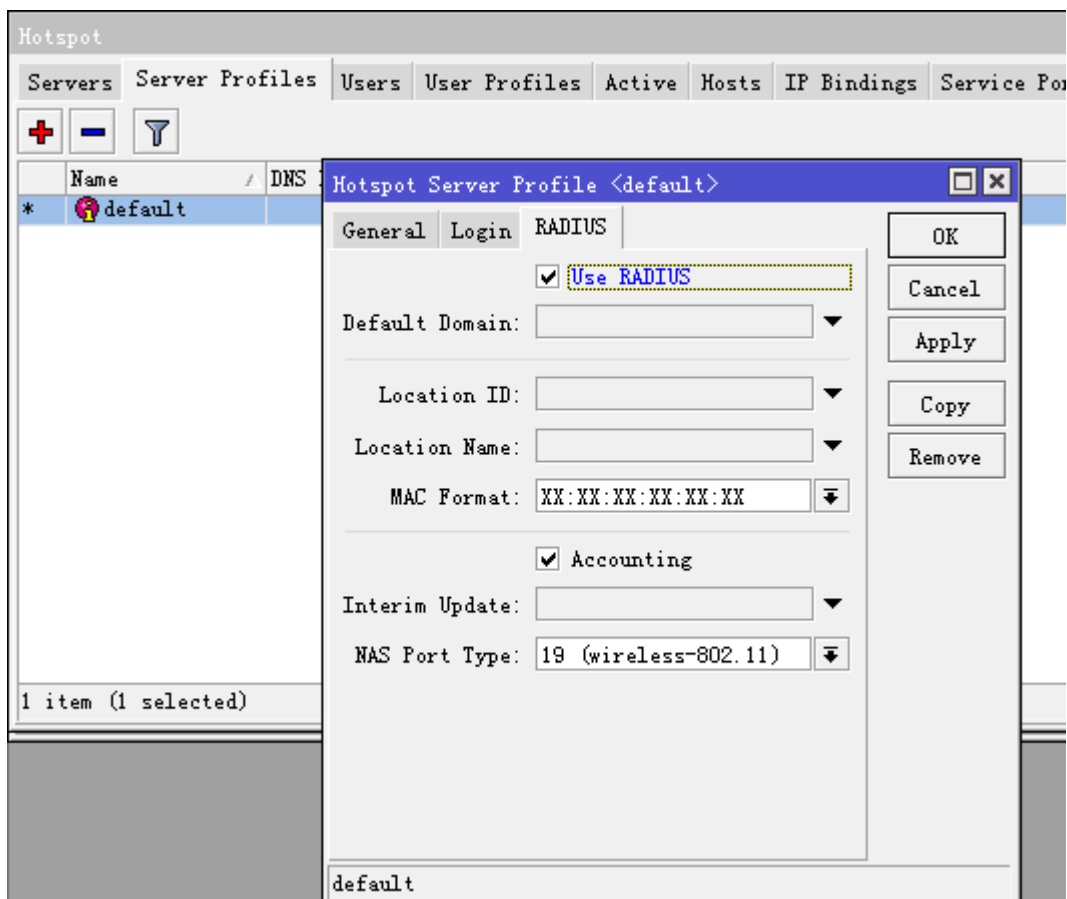 Hotspot
Servers Server Profiles Users User Profiles Active Hosts IP Bindings Service
Name DNS
* default
1 item (1 selected)
Hotspot Server Profile <default>
General Login RADIUS
Use RADIUS
Default Domain:
Location ID:
Location Name:
MAC Format: XX:XX:XX:XX:XX:XX
Accounting
Interim Update:
NAS Port Type: 19 (wireless-802.11)
OK
Cancel
Apply
Copy
Remove
default